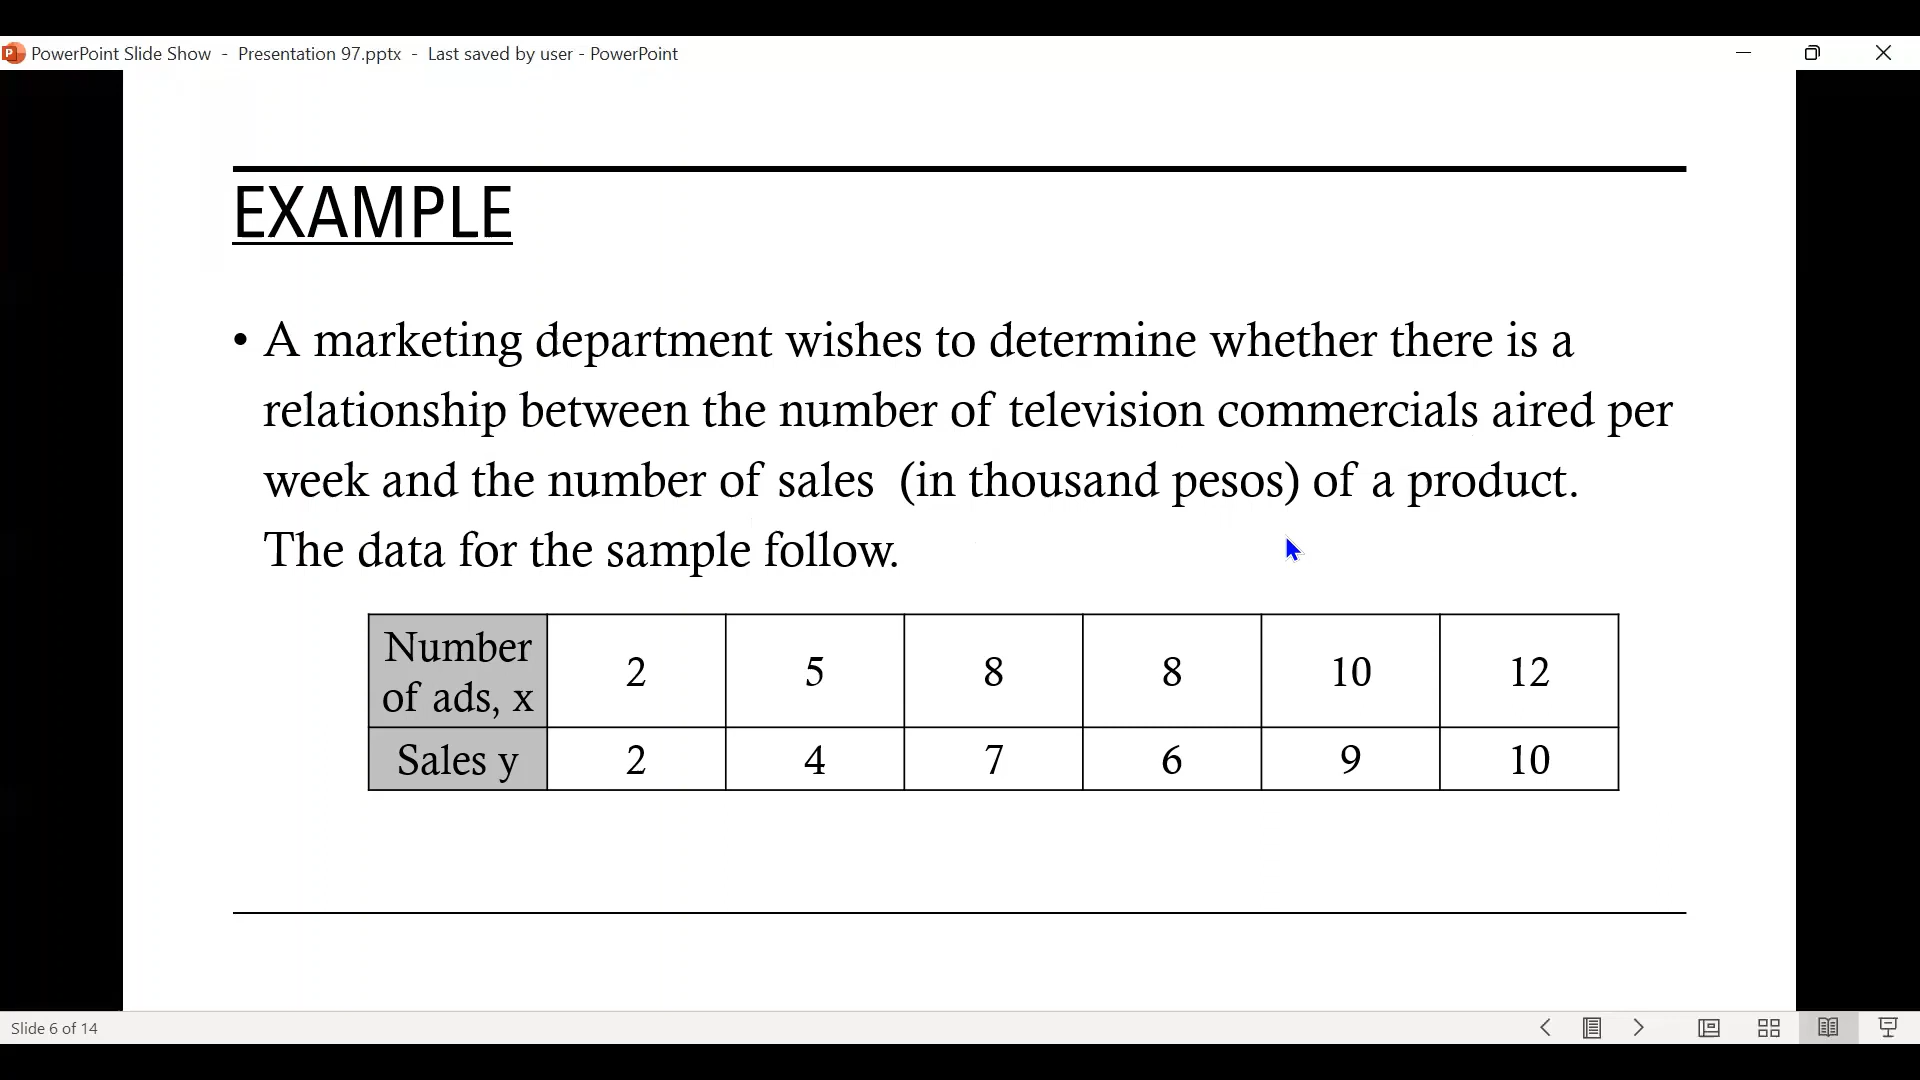 PowerPoint Slide Show - Presentation 97.pptx - Last saved by user - PowerPoint
EXAMPLE
• A marketing department wishes to determine whether there is a
relationship between the number of television commercials aired per
week and the number of sales (in thousand pesos) of a product.
The data for the sample follow.
Number of ads, x 2 5 8 8 10 12
Sales y 2 4 7 6 9 10
Slide 6 of 14